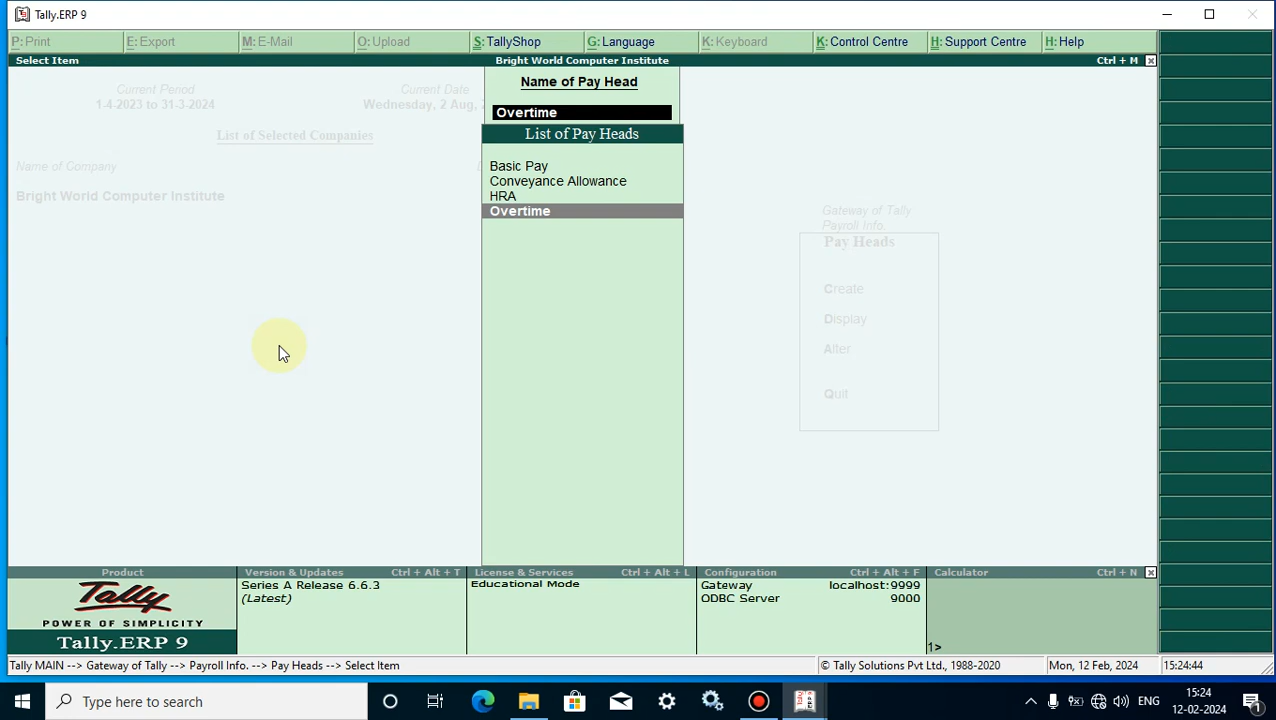 Tally.ERP 9
P: Print
E: Export
M: E-Mail
O: Upload
S: TallyShop
G: Language
K: Keyboard
K: Control Centre
H: Support Centre
H: Help
Select Item
Bright World Computer Institute
Ctrl + M
Current Period
1-4-2023 to 31-3-2024
Current Date
Wednesday, 2 Aug, 2
List of Selected Companies
Name of Company
Bright World Computer Institute
Name of Pay Head
Overtime
List of Pay Heads
Basic Pay
Conveyance Allowance
HRA
Overtime
Gateway of Tally
Payroll Info.
Pay Heads
Create
Display
Alter
Quit
Product
Tally
POWER OF SIMPLICITY
Tally.ERP 9
Version & Updates Ctrl + Alt + T
Series A Release 6.6.3
(Latest)
License & Services Ctrl + Alt + L
Educational Mode
Configuration Ctrl + Alt + F
Gateway localhost:9999
ODBC Server 9000
Calculator Ctrl + N
1>
Tally MAIN --> Gateway of Tally --> Payroll Info. --> Pay Heads --> Select Item
© Tally Solutions Pvt Ltd., 1988-2020
Mon, 12 Feb, 2024
15:24:44
Type here to search
ENG
15:24
12-02-2024
1